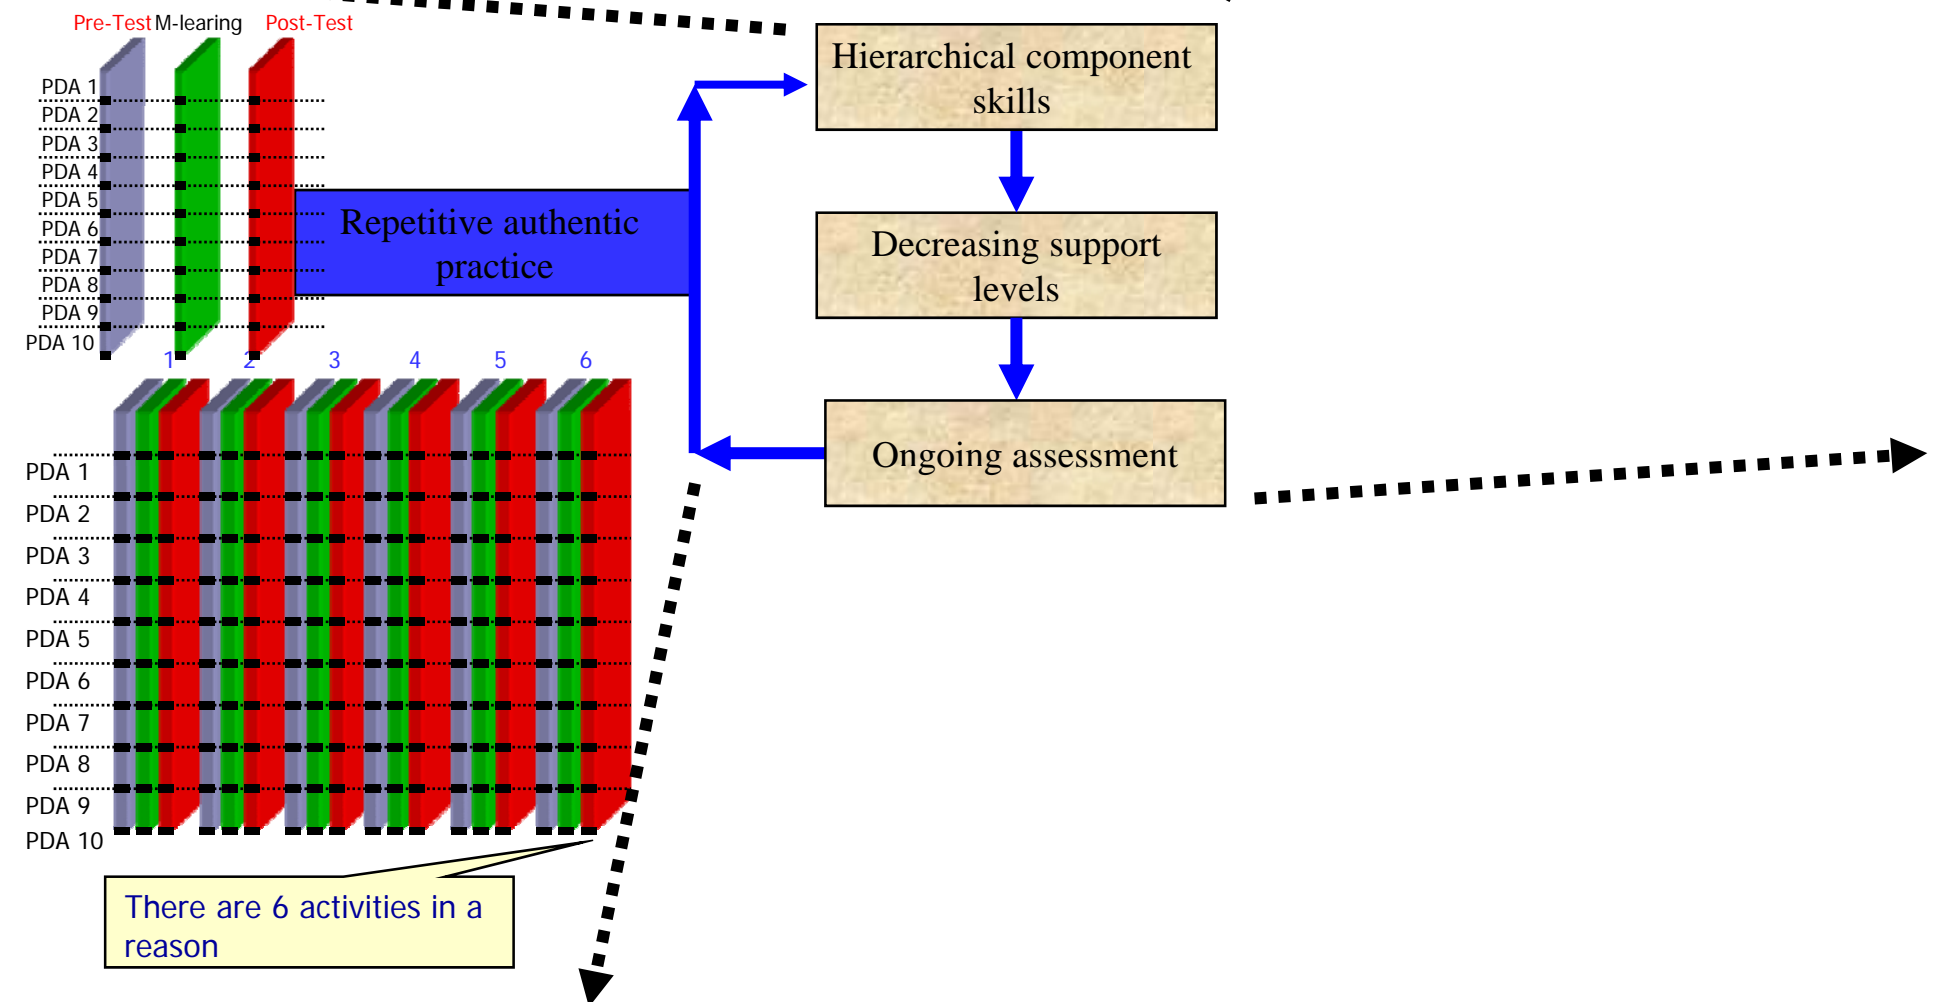 Pre-Test M-learing Post-Test
PDA 1
PDA 2
PDA 3
PDA 4
PDA 5
PDA 6
PDA 7
PDA 8
PDA 9
PDA 10
Repetitive authentic
practice
Hierarchical component
skills
Decreasing support
levels
Ongoing assessment
1 2 3 4 5 6
PDA 1
PDA 2
PDA 3
PDA 4
PDA 5
PDA 6
PDA 7
PDA 8
PDA 9
PDA 10
There are 6 activities in a
reason